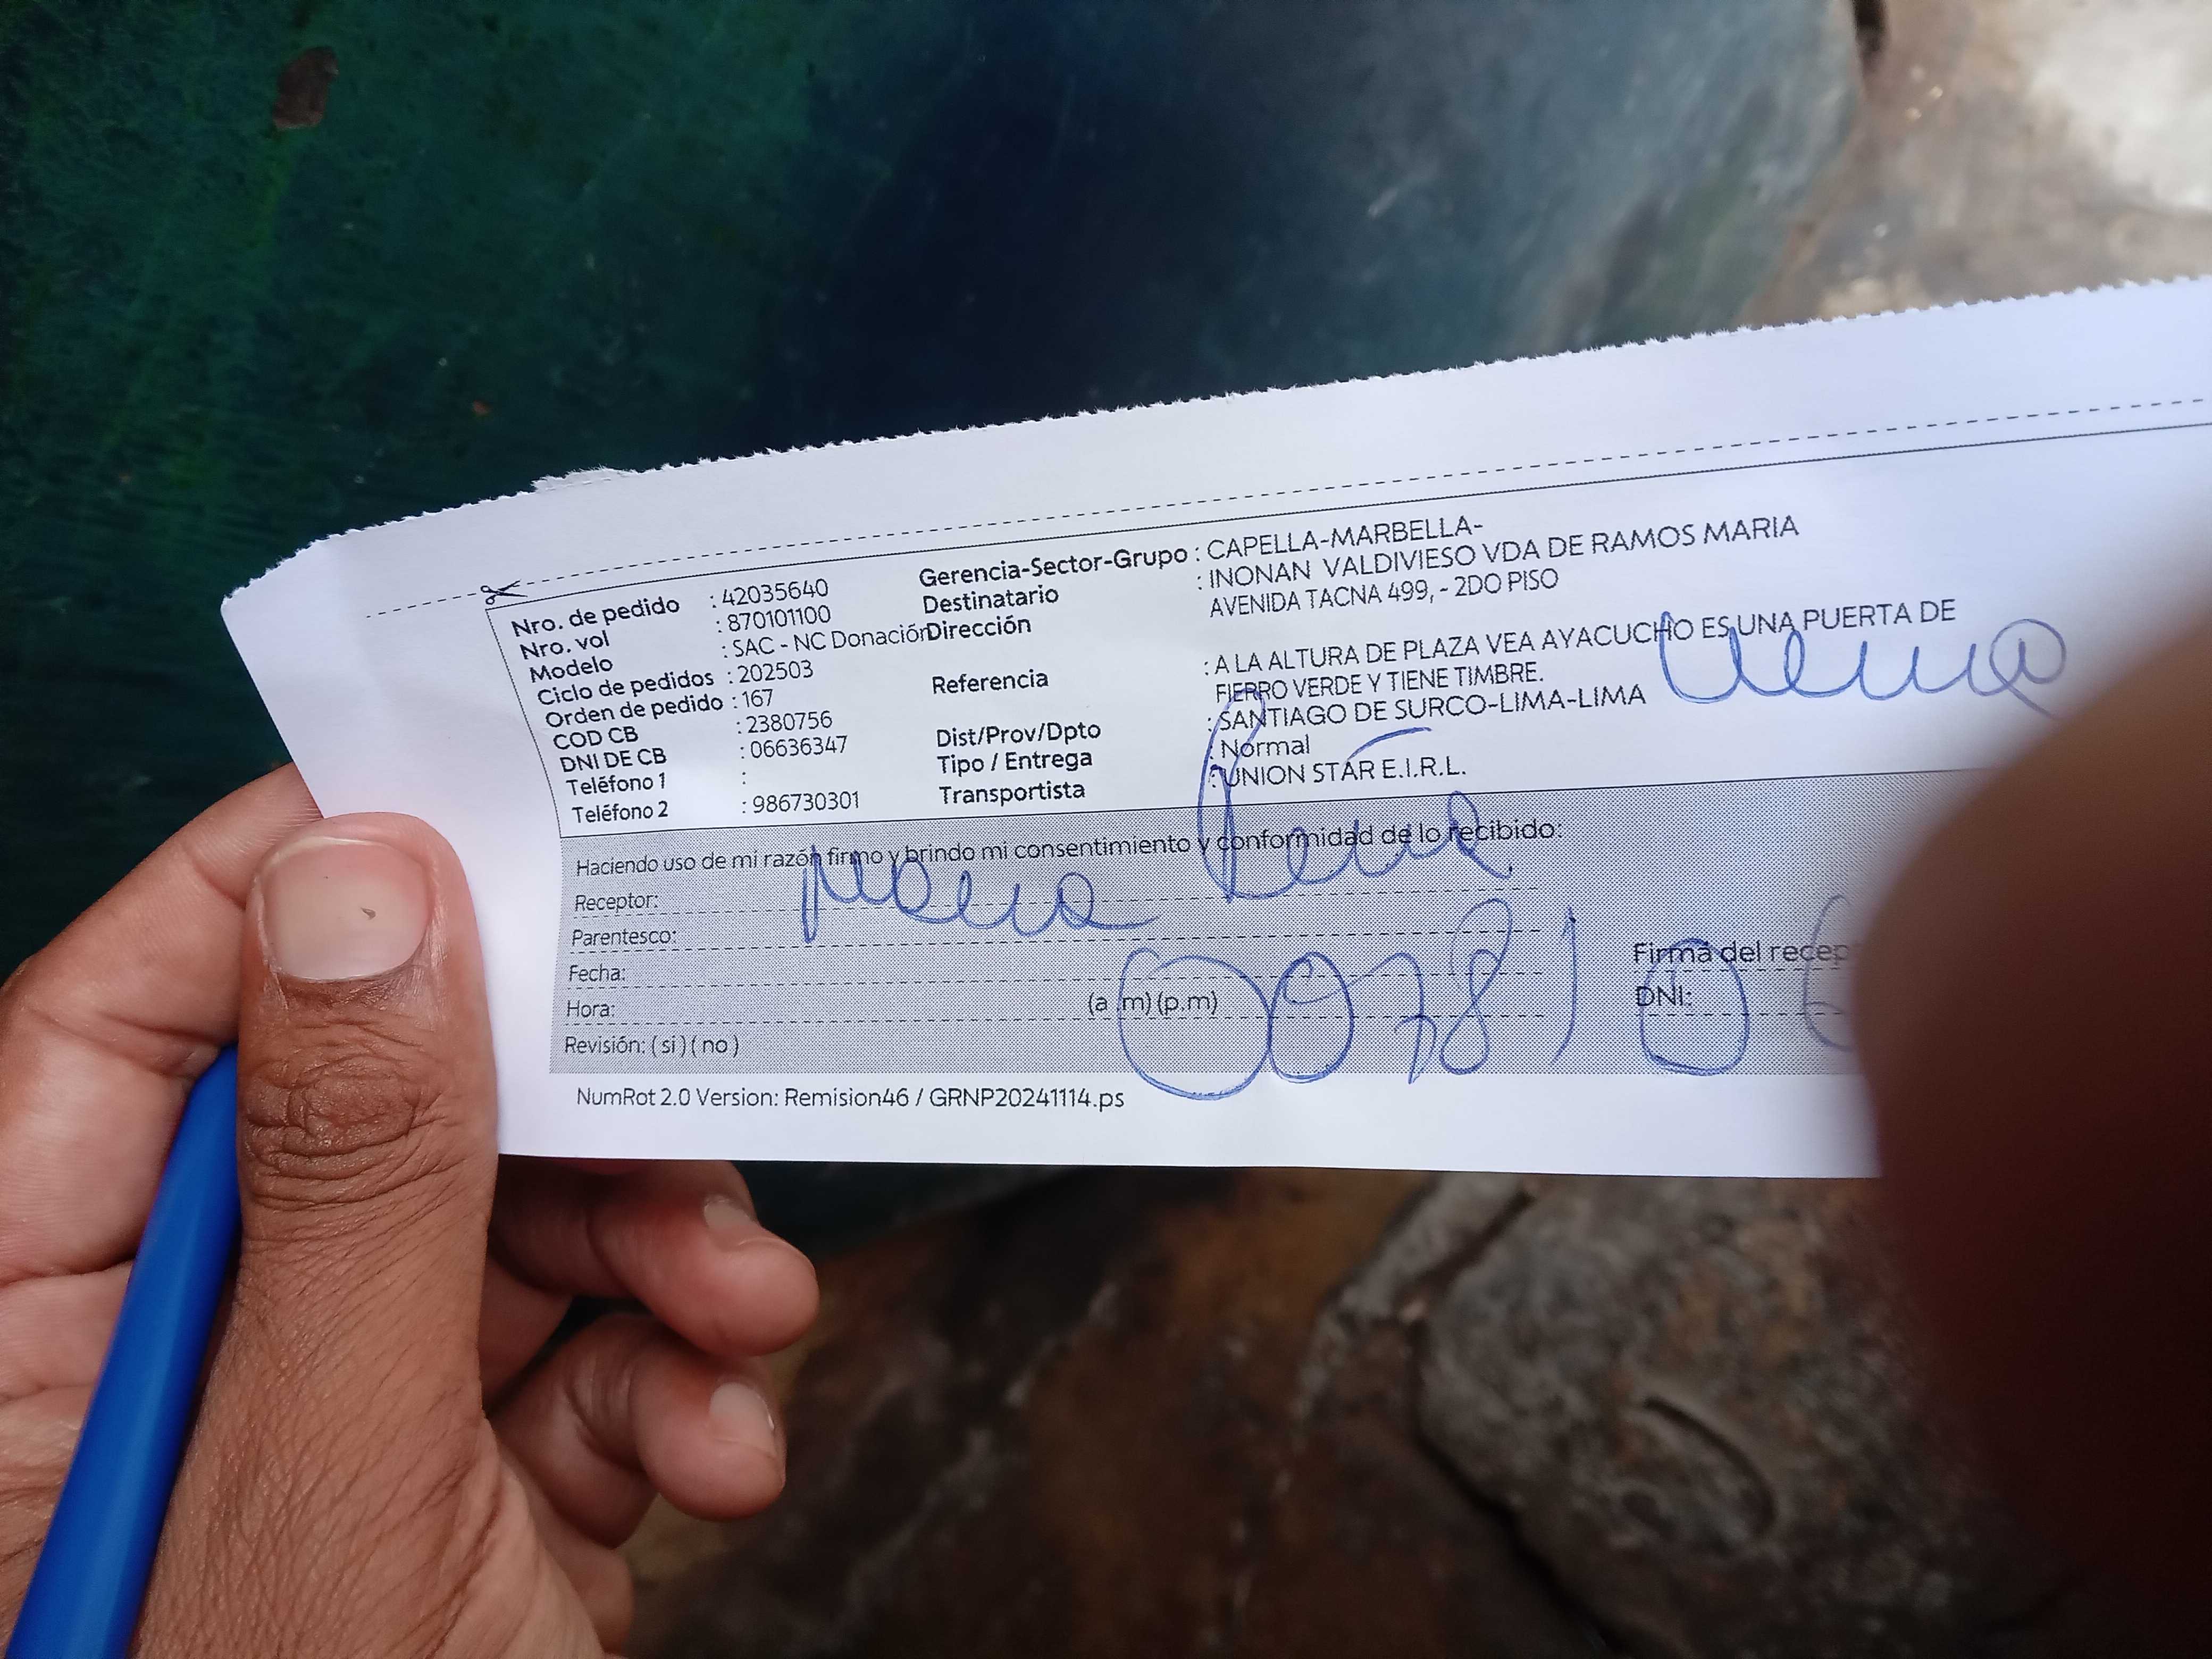 Nro. de pedido : 42035640
Nro. vol : 870101100
Modelo : SAC - NC Donación
Ciclo de pedidos : 202503
Orden de pedido : 167
COD CB : 2380756
DNI DE CB : 06636347
Teléfono 1 :
Teléfono 2 : 986730301
Gerencia-Sector-Grupo : CAPELLA-MARBELLA-
Destinatario : INONAN VALDIVIESO VDA DE RAMOS MARIA
Dirección AVENIDA TACNA 499, - 2DO PISO
Referencia : A LA ALTURA DE PLAZA VEA AYACUCHO ES UNA PUERTA DE
FIERRO VERDE Y TIENE TIMBRE.
Dist/Prov/Dpto : SANTIAGO DE SURCO-LIMA-LIMA
Tipo / Entrega : Normal
Transportista : UNION STAR E.I.R.L.
Haciendo uso de mi razón firmo y brindo mi consentimiento y conformidad de lo recibido:
Receptor:
Parentesco:
Fecha:
Hora: (a .m) (p.m)
Revisión: ( si ) ( no )
Firma del recep
DNI:
007810
NumRot 2.0 Version: Remision46 / GRNP20241114.ps